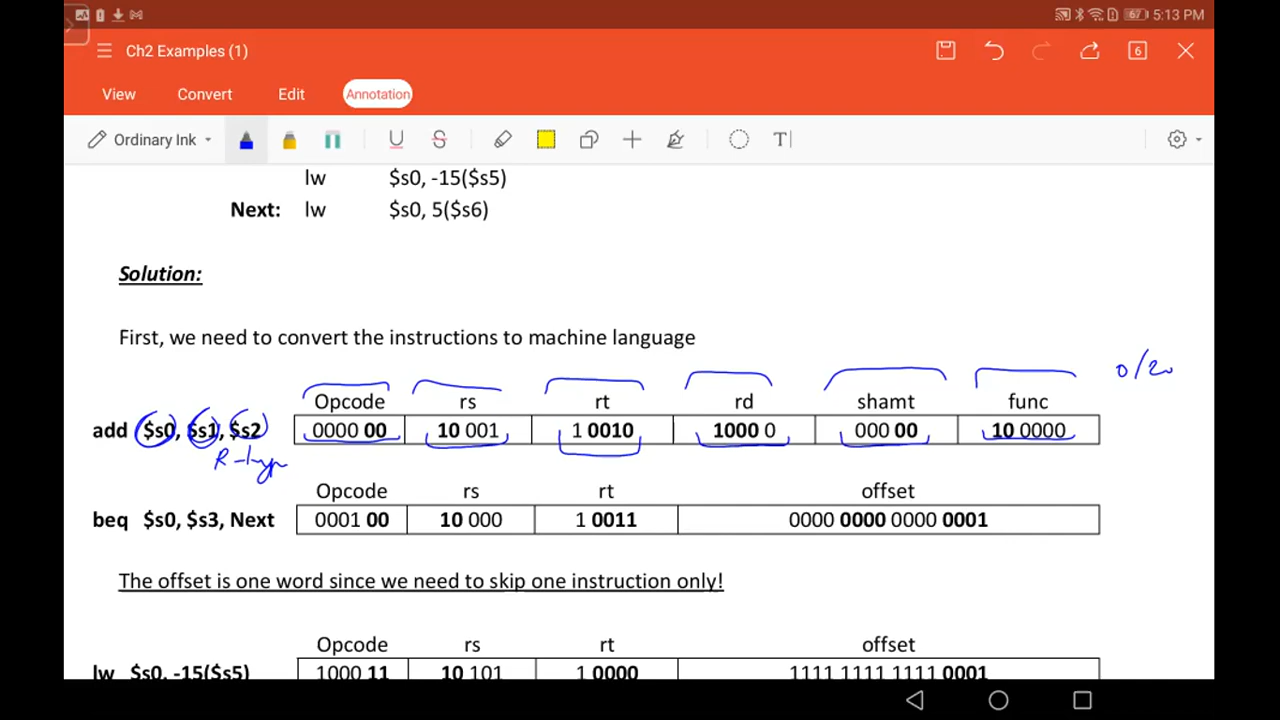 67 5:13 PM
Ch2 Examples (1)
6
View Convert Edit Annotation
Ordinary Ink T
lw $s0, -15($s5)
Next: lw $s0, 5($s6)
Solution:
First, we need to convert the instructions to machine language
0/20
Opcode rs rt rd shamt func
add $s0, $s1, $s2 0000 00 10 001 1 0010 1000 0 000 00 10 0000
R-type
Opcode rs rt offset
beq $s0, $s3, Next 0001 00 10 000 1 0011 0000 0000 0000 0001
The offset is one word since we need to skip one instruction only!
Opcode rs rt offset
lw $s0, -15($s5) 1000 11 10 101 1 0000 1111 1111 1111 0001